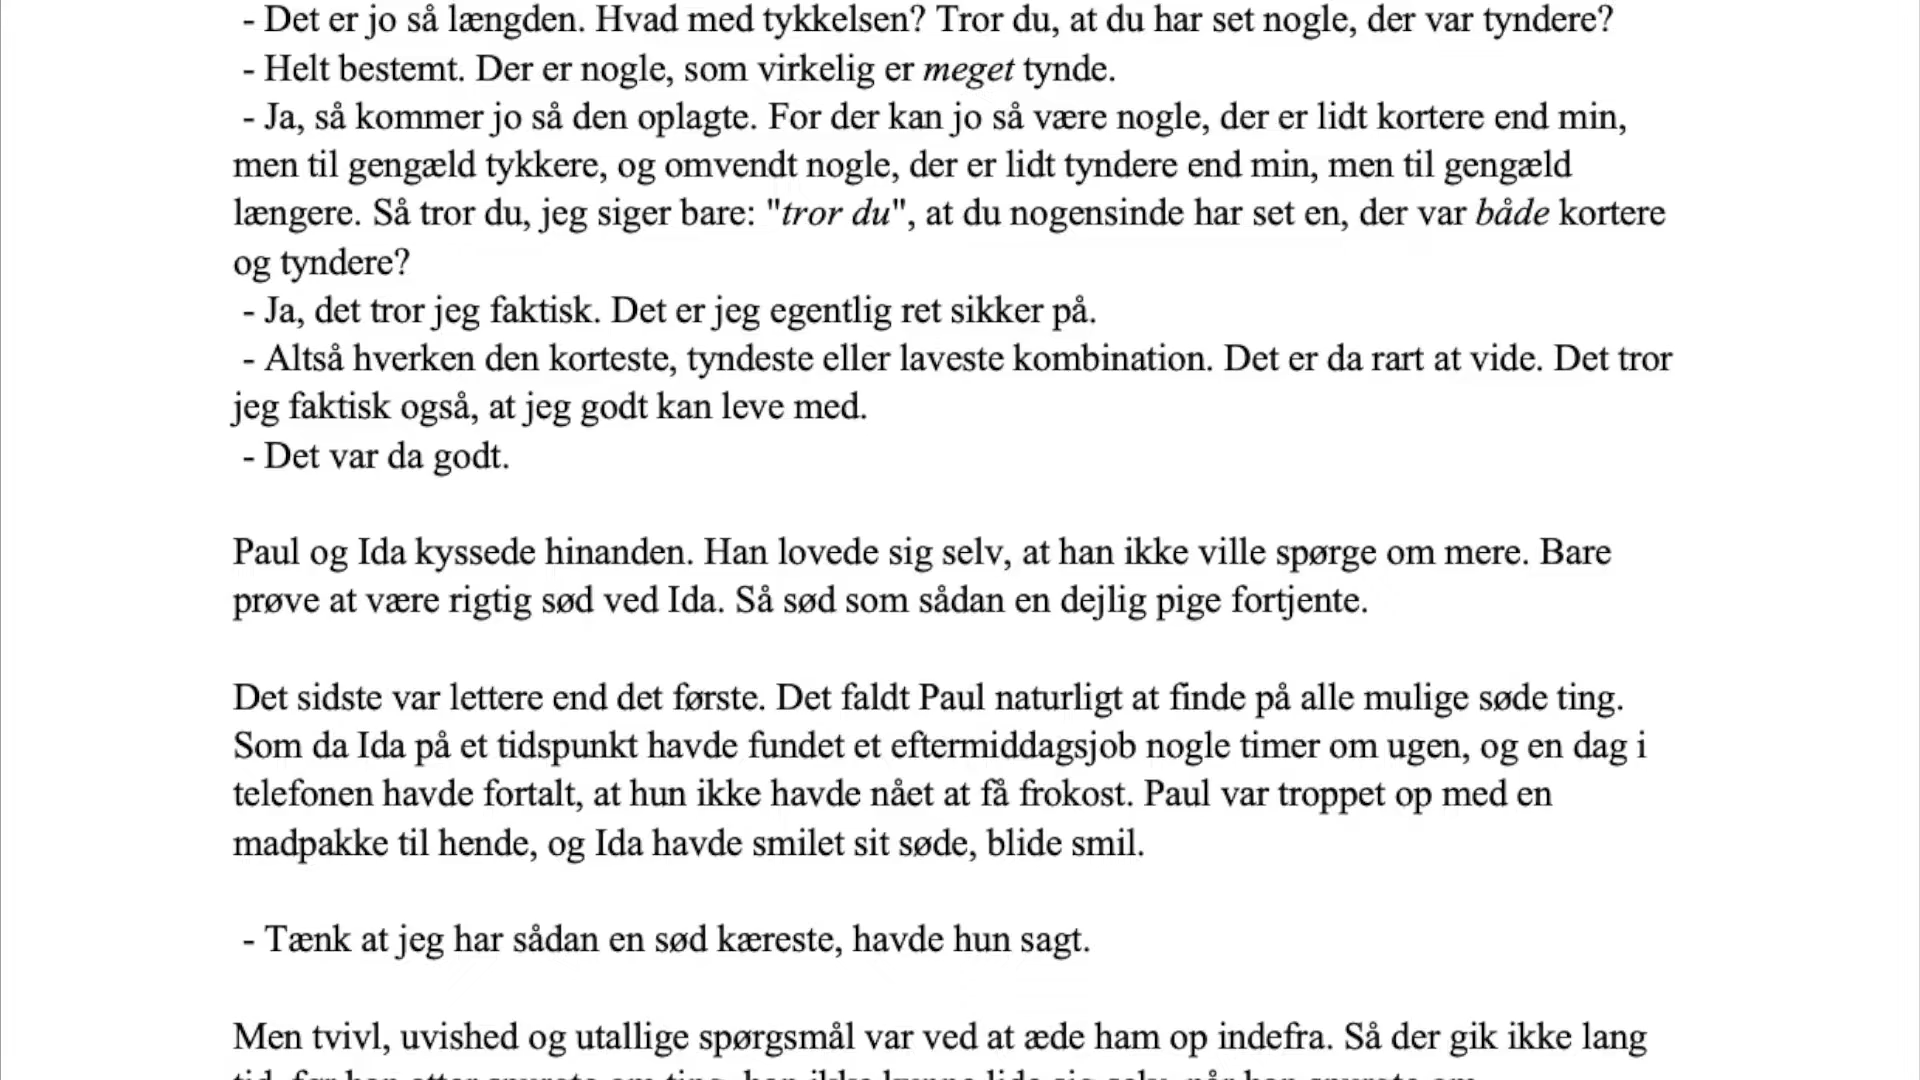 - Det er jo så længden. Hvad med tykkelsen? Tror du, at du har set nogle, der var tyndere?
- Helt bestemt. Der er nogle, som virkelig er meget tynde.
- Ja, så kommer jo så den oplagte. For der kan jo så være nogle, der er lidt kortere end min,
men til gengæld tykkere, og omvendt nogle, der er lidt tyndere end min, men til gengæld
længere. Så tror du, jeg siger bare: "tror du", at du nogensinde har set en, der var både kortere
og tyndere?
- Ja, det tror jeg faktisk. Det er jeg egentlig ret sikker på.
- Altså hverken den korteste, tyndeste eller laveste kombination. Det er da rart at vide. Det tror
jeg faktisk også, at jeg godt kan leve med.
- Det var da godt.
Paul og Ida kyssede hinanden. Han lovede sig selv, at han ikke ville spørge om mere. Bare
prøve at være rigtig sød ved Ida. Så sød som sådan en dejlig pige fortjente.
Det sidste var lettere end det første. Det faldt Paul naturligt at finde på alle mulige søde ting.
Som da Ida på et tidspunkt havde fundet et eftermiddagsjob nogle timer om ugen, og en dag i
telefonen havde fortalt, at hun ikke havde nået at få frokost. Paul var troppet op med en
madpakke til hende, og Ida havde smilet sit søde, blide smil.
- Tænk at jeg har sådan en sød kæreste, havde hun sagt.
Men tvivl, uvished og utallige spørgsmål var ved at æde ham op indefra. Så der gik ikke lang